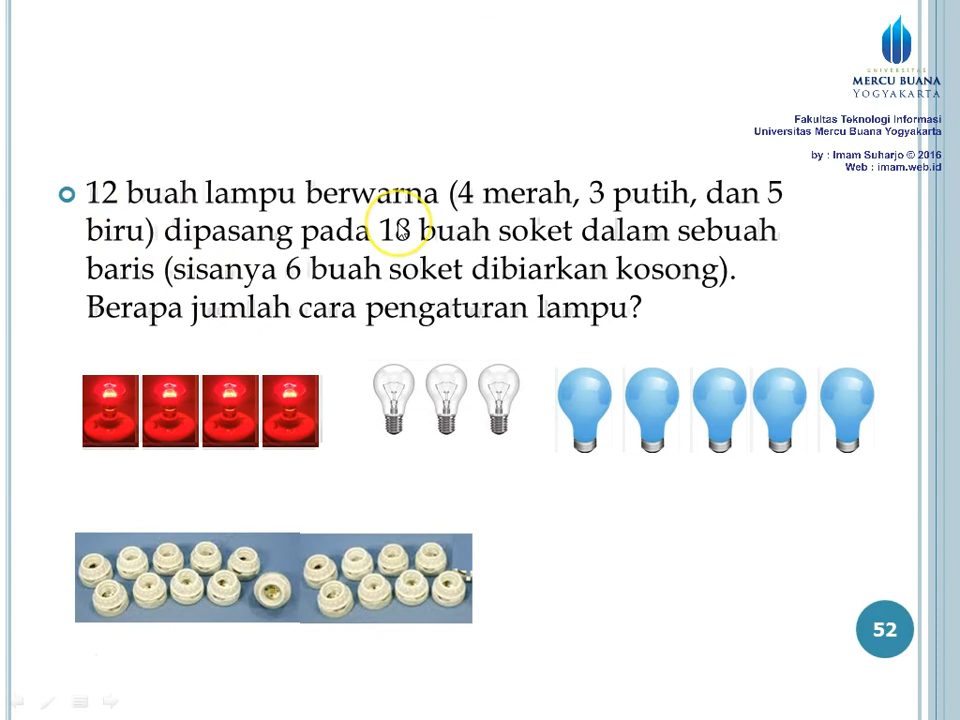 UNIVERSITAS
MERCU BUANA
YOGYAKARTA
Fakultas Teknologi Informasi
Universitas Mercu Buana Yogyakarta
by : Imam Suharjo © 2016
Web : imam.web.id
12 buah lampu berwarna (4 merah, 3 putih, dan 5
biru) dipasang pada 18 buah soket dalam sebuah
baris (sisanya 6 buah soket dibiarkan kosong).
Berapa jumlah cara pengaturan lampu?
52